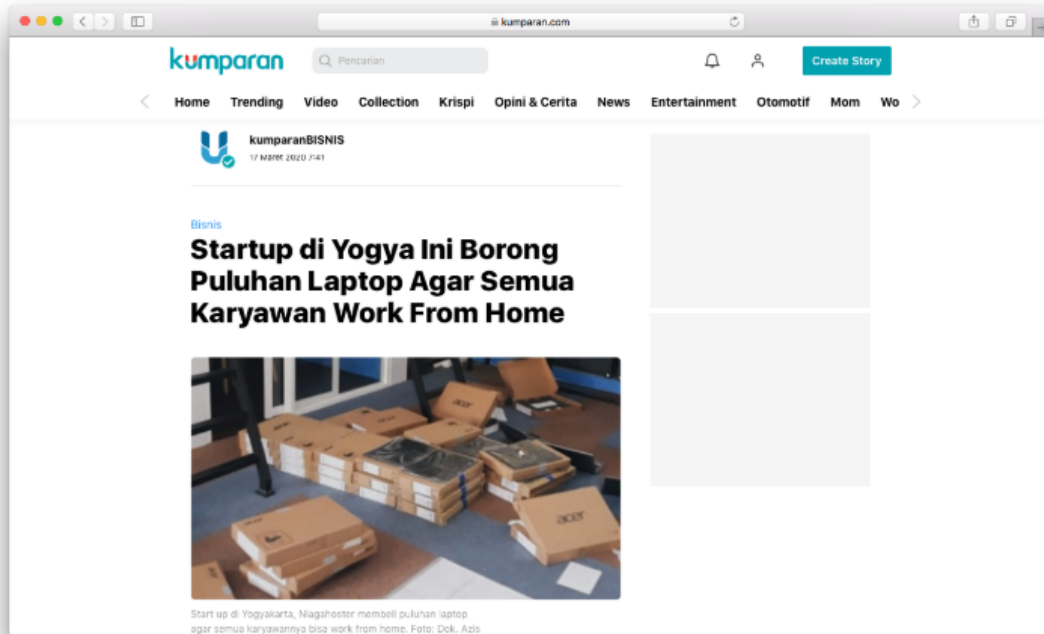 kumparan.com
kumparan
Pencarian
Create Story
Home Trending Video Collection Krispi Opini & Cerita News Entertainment Otomotif Mom Wo
kumparanBISNIS
17 Maret 2020 7:41
Bisnis
Startup di Yogya Ini Borong
Puluhan Laptop Agar Semua
Karyawan Work From Home
acer
acer
Start up di Yogyakarta, Niagahoster membeli puluhan laptop
agar semua karyawannya bisa work from home. Foto: Dok. Azis